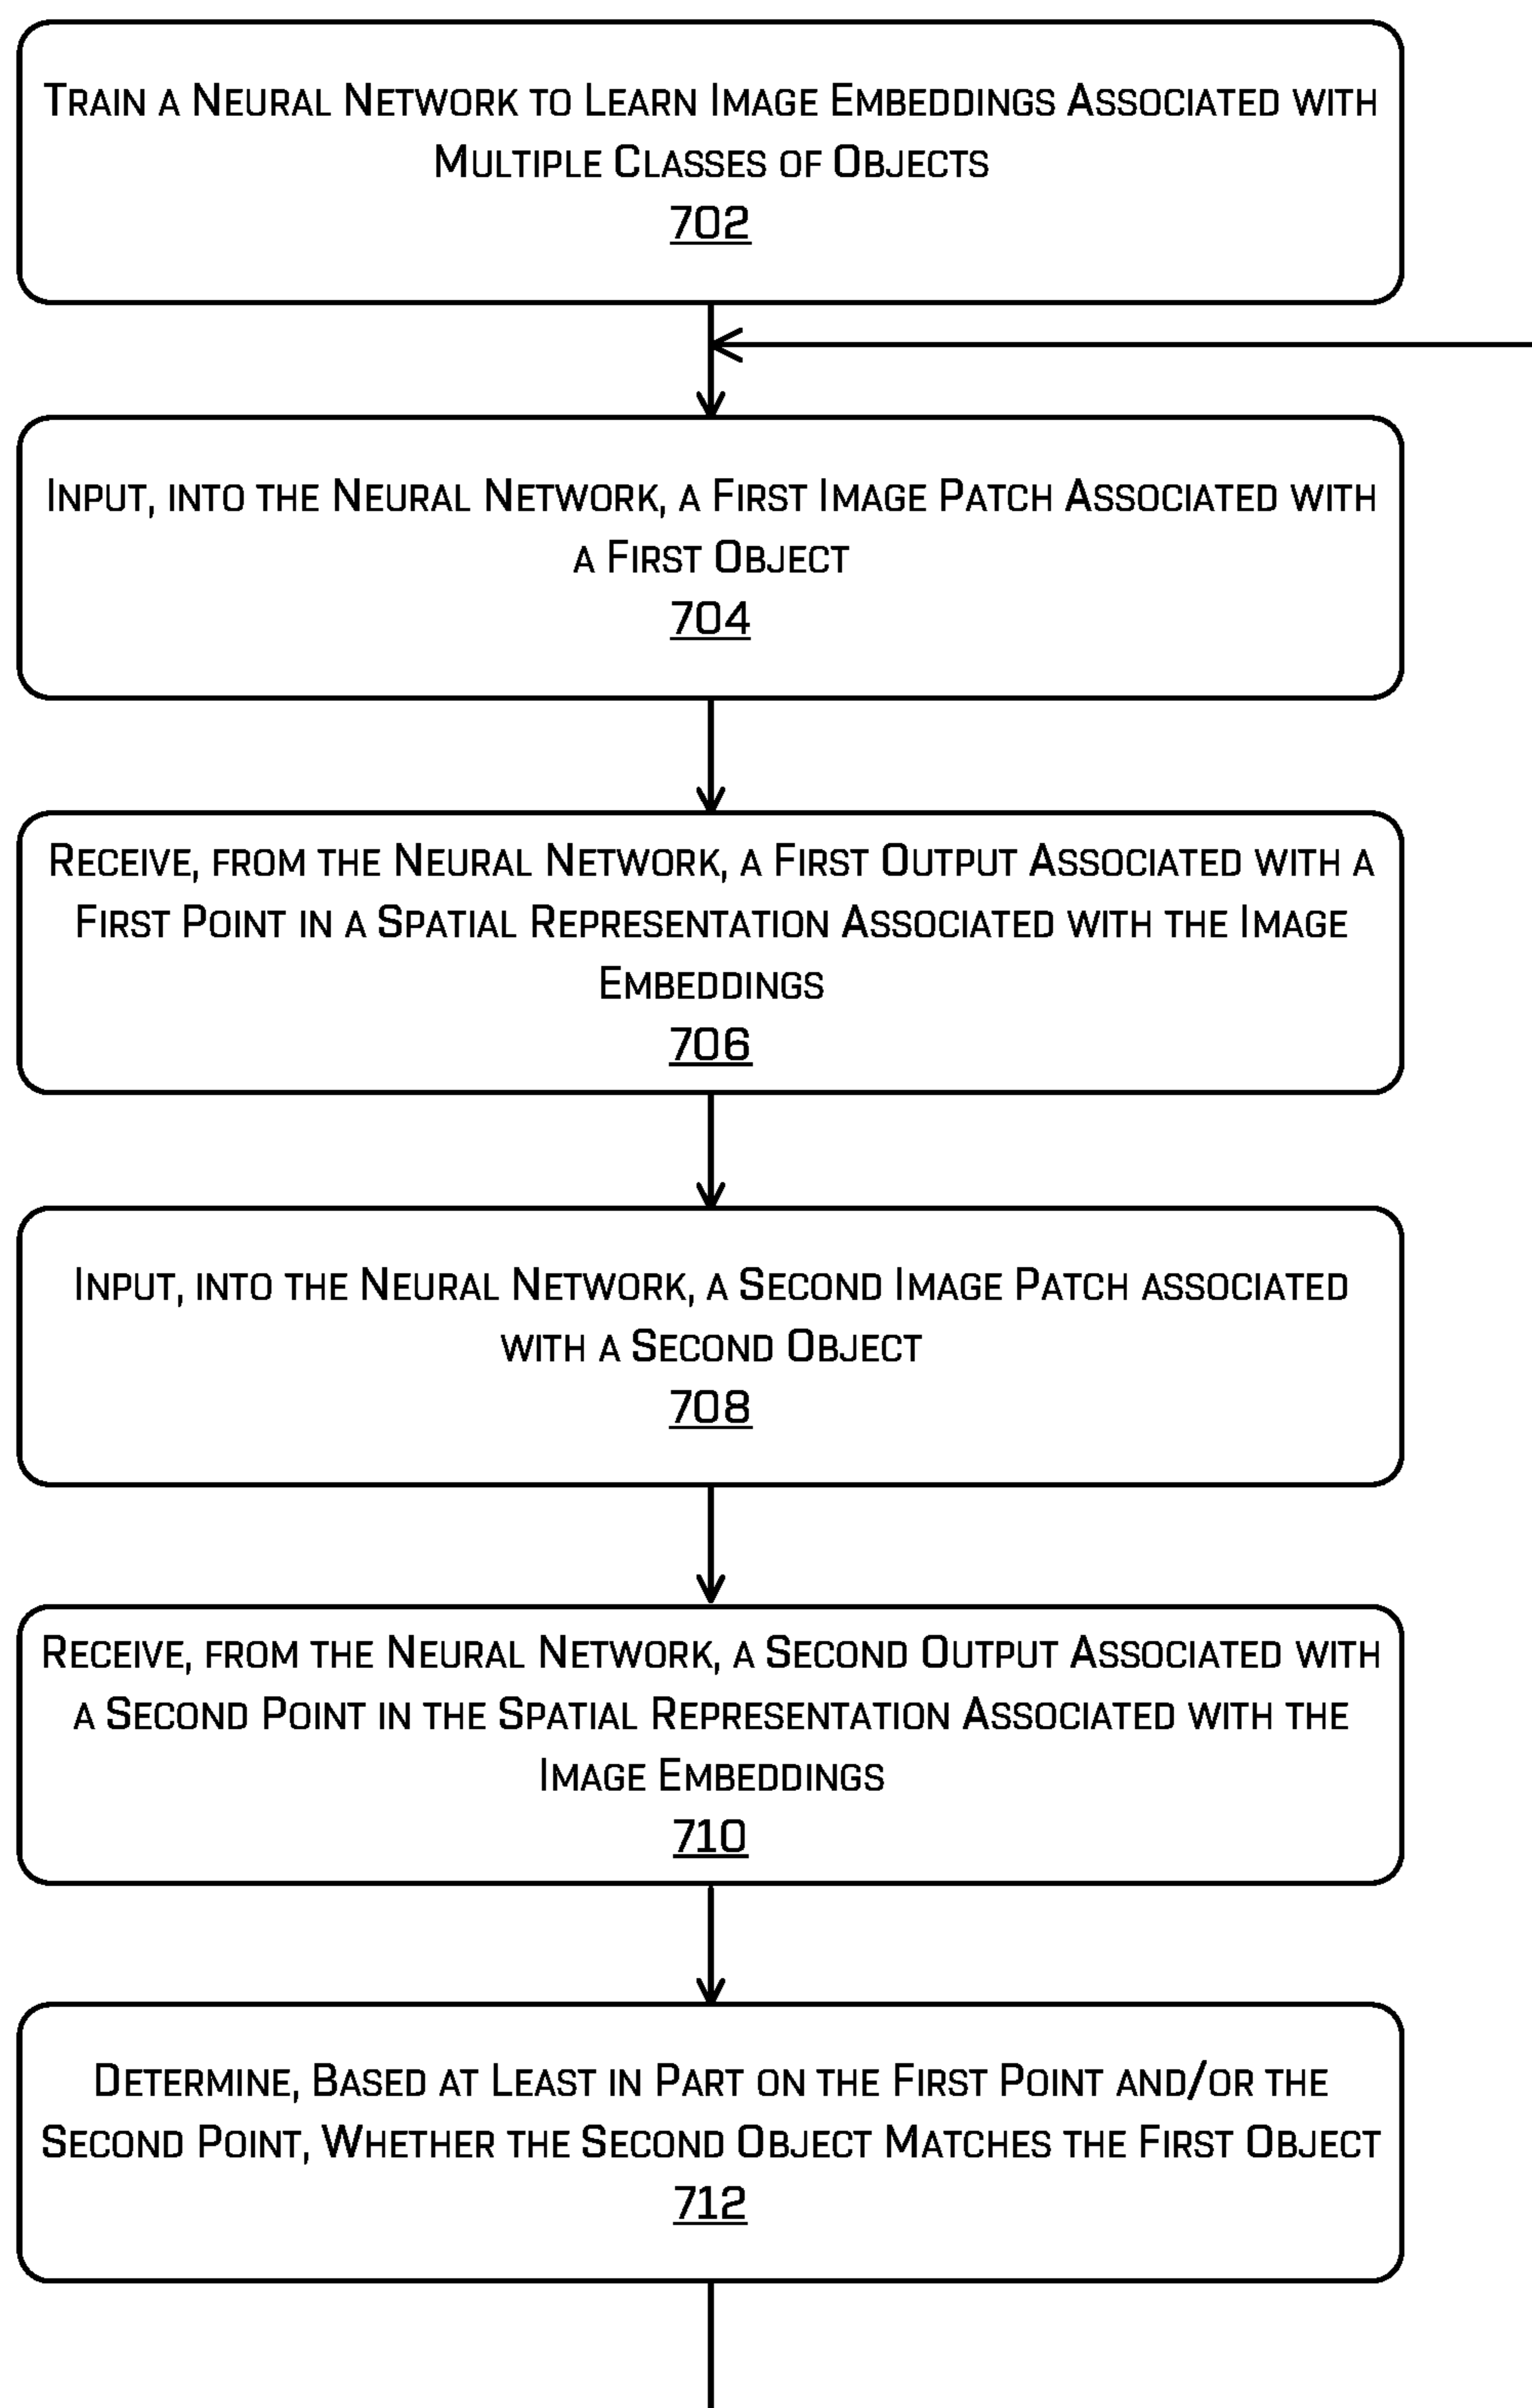 Train a Neural Network to Learn Image Embeddings Associated with
Multiple Classes of Objects
702
Input, into the Neural Network, a First Image Patch Associated with
a First Object
704
Receive, from the Neural Network, a First Output Associated with a
First Point in a Spatial Representation Associated with the Image
Embeddings
706
Input, into the Neural Network, a Second Image Patch associated
with a Second Object
708
Receive, from the Neural Network, a Second Output Associated with
a Second Point in the Spatial Representation Associated with the
Image Embeddings
710
Determine, Based at Least in Part on the First Point and/or the
Second Point, Whether the Second Object Matches the First Object
712